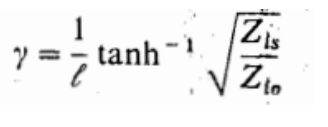 γ = 1/ℓ tanh⁻¹ √(Z_ls/Z_lo)